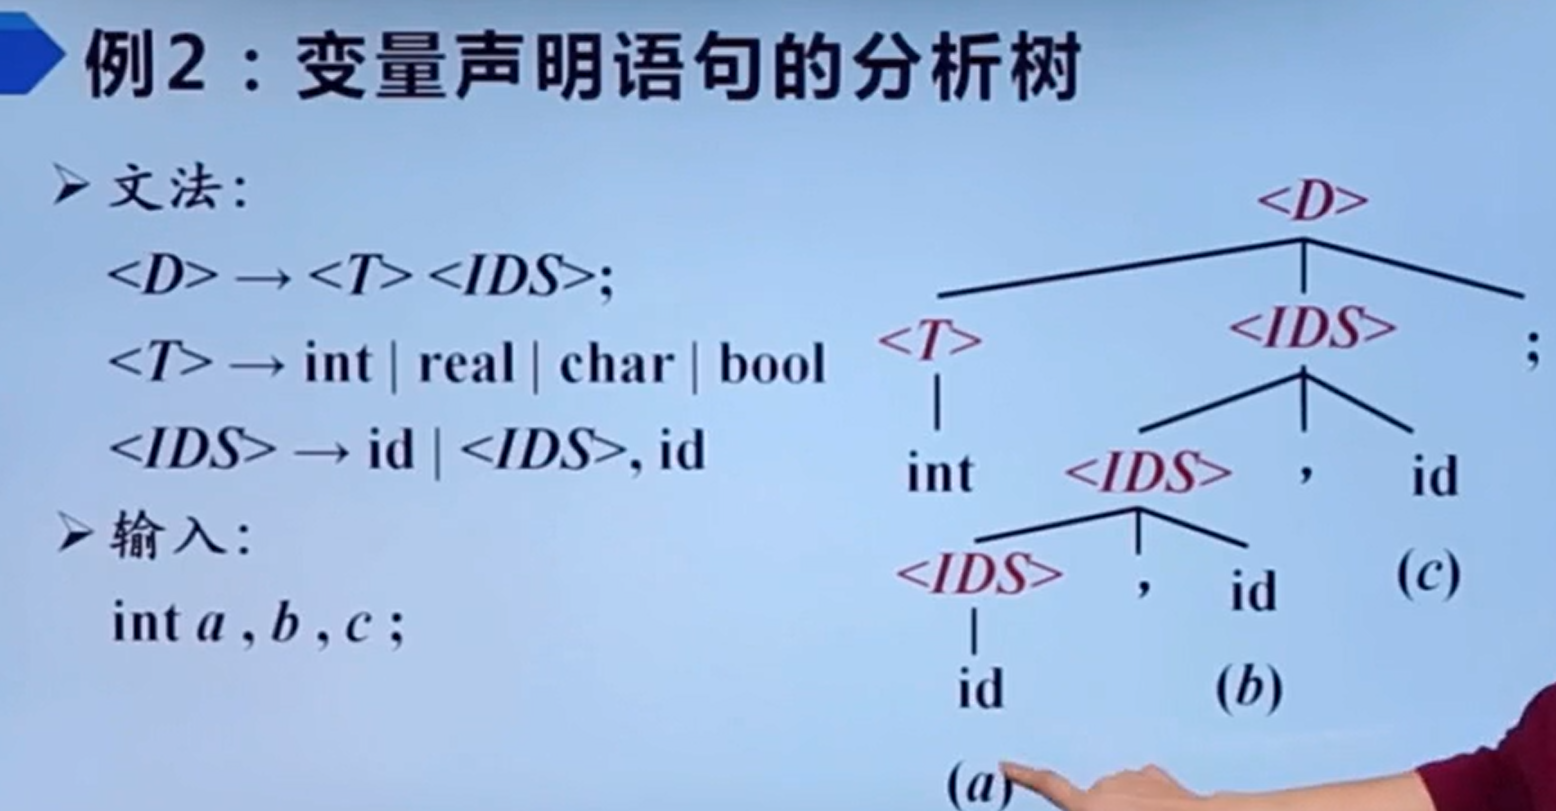 例2：变量声明语句的分析树
➢ 文法：
<D> → <T> <IDS>;
<T> → int | real | char | bool
<IDS> → id | <IDS>, id
➢ 输入：
int a , b , c ;
<D>
<T> <IDS> ;
int <IDS> , id
<IDS> , id (c)
id (b)
(a)